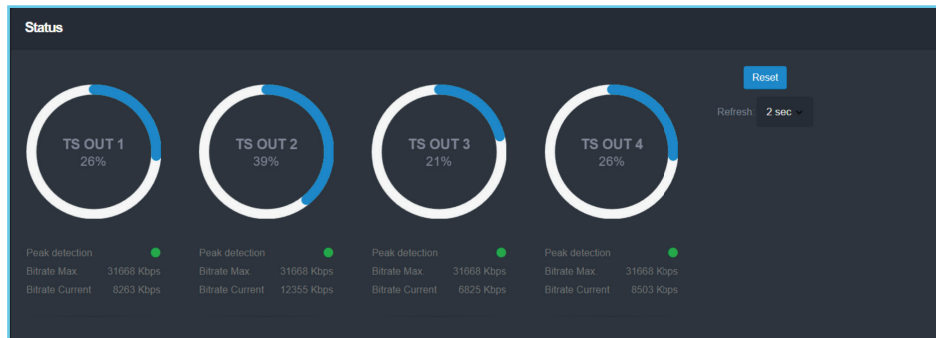 Status
TS OUT 1
26%
Peak detection
Bitrate Max 31668 Kbps
Bitrate Current 8263 Kbps
TS OUT 2
39%
Peak detection
Bitrate Max 31668 Kbps
Bitrate Current 12355 Kbps
TS OUT 3
21%
Peak detection
Bitrate Max 31668 Kbps
Bitrate Current 6825 Kbps
TS OUT 4
26%
Peak detection
Bitrate Max 31668 Kbps
Bitrate Current 8503 Kbps
Reset
Refresh: 2 sec